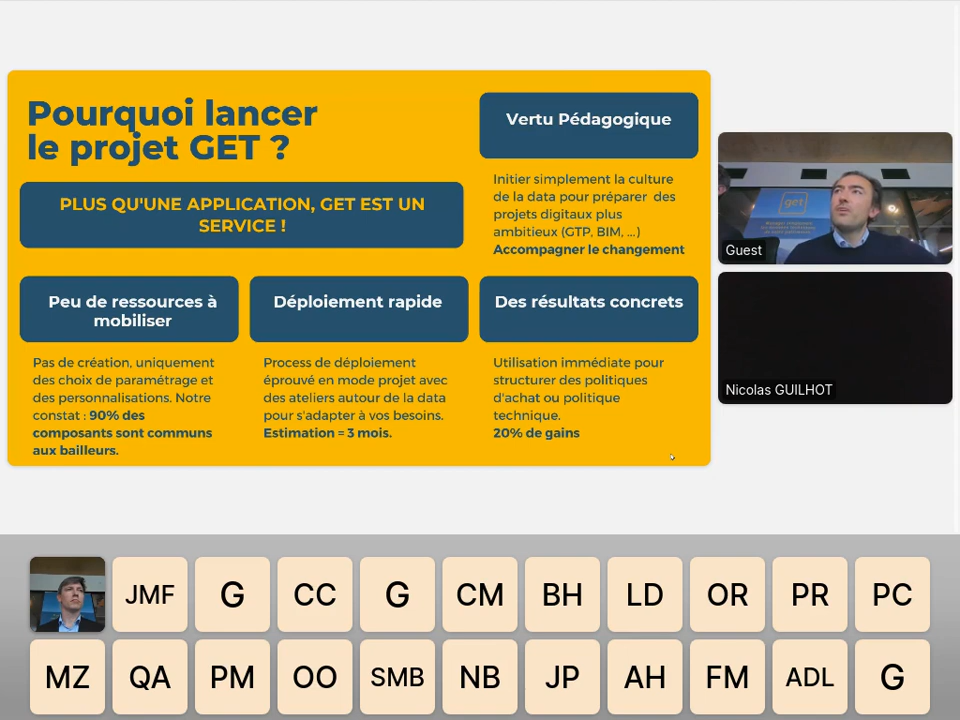 Pourquoi lancer
le projet GET ?
PLUS QU'UNE APPLICATION, GET EST UN
SERVICE !
Vertu Pédagogique
Initier simplement la culture
de la data pour préparer des
projets digitaux plus
ambitieux (GTP, BIM, ...)
Accompagner le changement
Peu de ressources à
mobiliser
Pas de création, uniquement
des choix de paramétrage et
des personnalisations. Notre
constat : 90% des
composants sont communs
aux bailleurs.
Déploiement rapide
Process de déploiement
éprouvé en mode projet avec
des ateliers autour de la data
pour s'adapter à vos besoins.
Estimation = 3 mois.
Des résultats concrets
Utilisation immédiate pour
structurer des politiques
d'achat ou politique
technique.
20% de gains
get
Guest
Nicolas GUILHOT
JMF
G
CC
G
CM
BH
LD
OR
PR
PC
MZ
QA
PM
OO
SMB
NB
JP
AH
FM
ADL
G